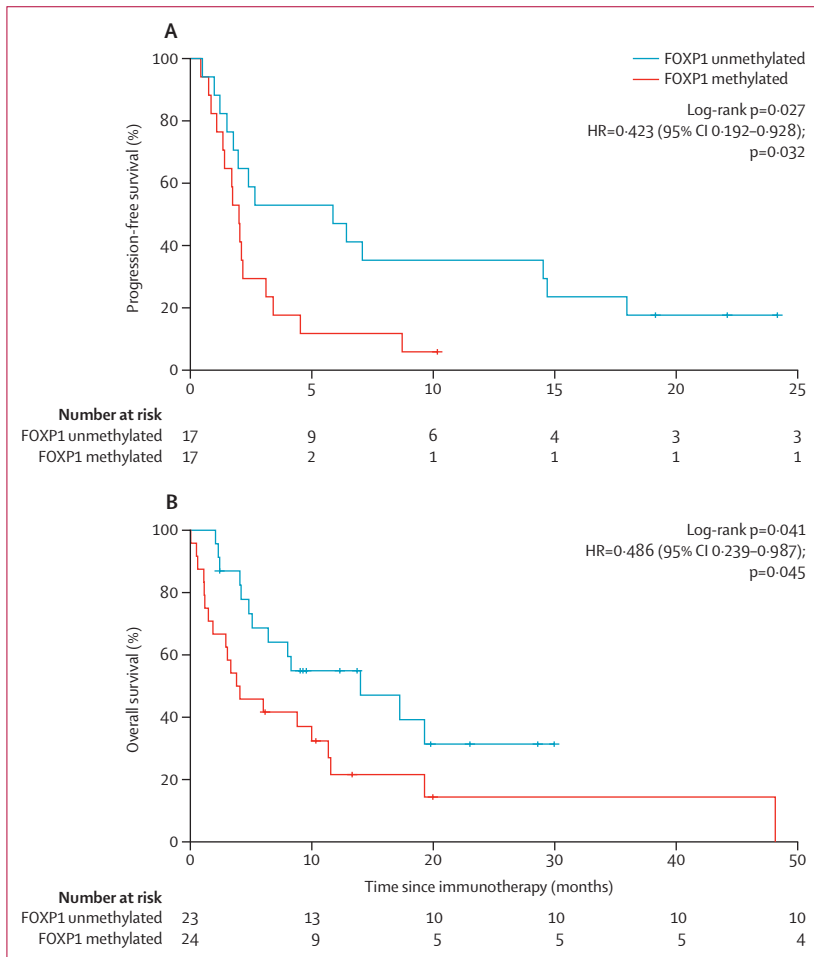 A
FOXP1 unmethylated
FOXP1 methylated
Log-rank p=0·027
HR=0·423 (95% CI 0·192–0·928);
p=0·032
Progression-free survival (%)
100
80
60
40
20
0
0 5 10 15 20 25
Number at risk
FOXP1 unmethylated 17 9 6 4 3 3
FOXP1 methylated 17 2 1 1 1 1
B
Log-rank p=0·041
HR=0·486 (95% CI 0·239–0·987);
p=0·045
Overall survival (%)
100
80
60
40
20
0
0 10 20 30 40 50
Time since immunotherapy (months)
Number at risk
FOXP1 unmethylated 23 13 10 10 10 10
FOXP1 methylated 24 9 5 5 5 4